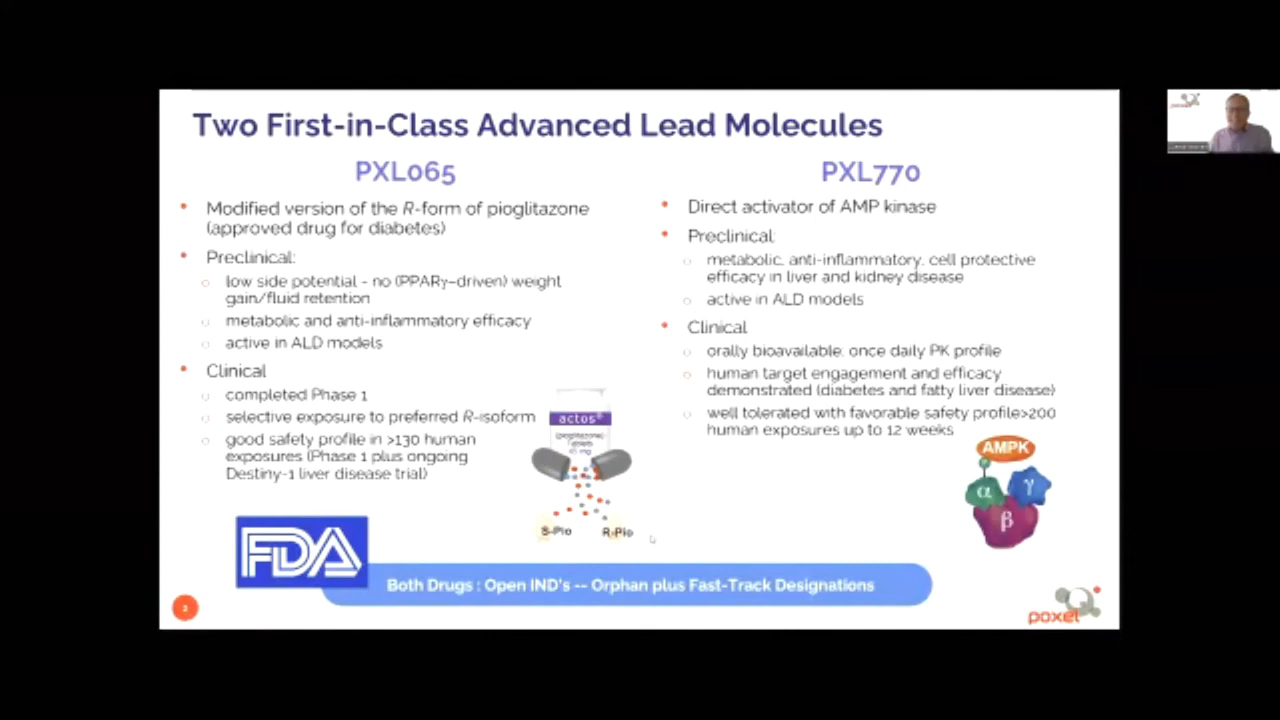 Two First-in-Class Advanced Lead Molecules
PXL065
Modified version of the R-form of pioglitazone
(approved drug for diabetes)
Preclinical:
low side potential - no (PPARγ-driven) weight
gain/fluid retention
metabolic and anti-inflammatory efficacy
active in ALD models
Clinical
completed Phase 1
selective exposure to preferred R-isoform
good safety profile in >130 human
exposures (Phase 1 plus ongoing
Destiny-1 liver disease trial)
actos®
(pioglitazone)
tablets
45 mg
S-Pio
R-Pio
PXL770
Direct activator of AMP kinase
Preclinical
metabolic, anti-inflammatory, cell protective
efficacy in liver and kidney disease
active in ALD models
Clinical
orally bioavailable; once daily PK profile
human target engagement and efficacy
demonstrated (diabetes and fatty liver disease)
well tolerated with favorable safety profile>200
human exposures up to 12 weeks
AMPK
α
γ
β
FDA
Both Drugs : Open IND's -- Orphan plus Fast-Track Designations
poxel